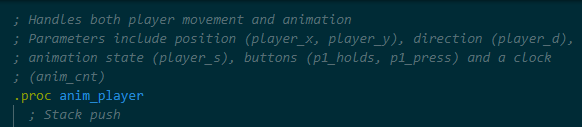 ; Handles both player movement and animation
; Parameters include position (player_x, player_y), direction (player_d),
; animation state (player_s), buttons (p1_holds, p1_press) and a clock
; (anim_cnt)
.proc anim_player
; Stack push